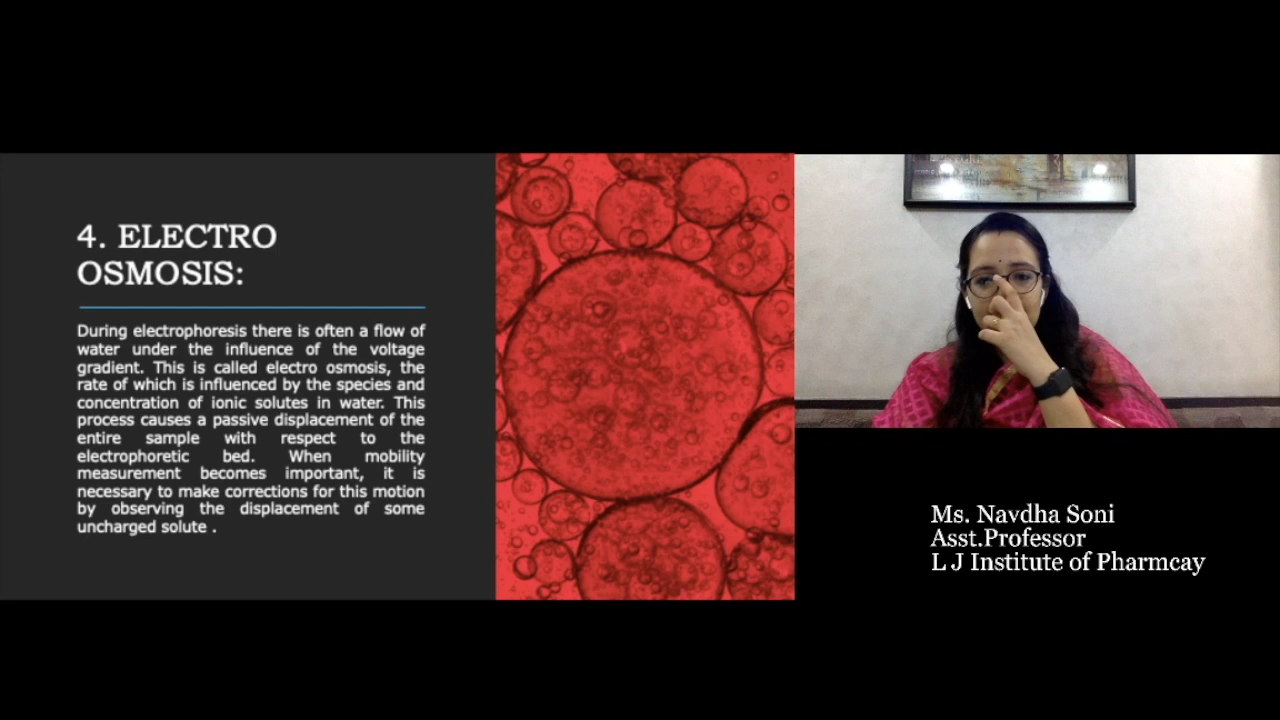 4. ELECTRO
OSMOSIS:
During electrophoresis there is often a flow of
water under the influence of the voltage
gradient. This is called electro osmosis, the
rate of which is influenced by the species and
concentration of ionic solutes in water. This
process causes a passive displacement of the
entire sample with respect to the
electrophoretic bed. When mobility
measurement becomes important, it is
necessary to make corrections for this motion
by observing the displacement of some
uncharged solute .
Ms. Navdha Soni
Asst.Professor
L J Institute of Pharmcay